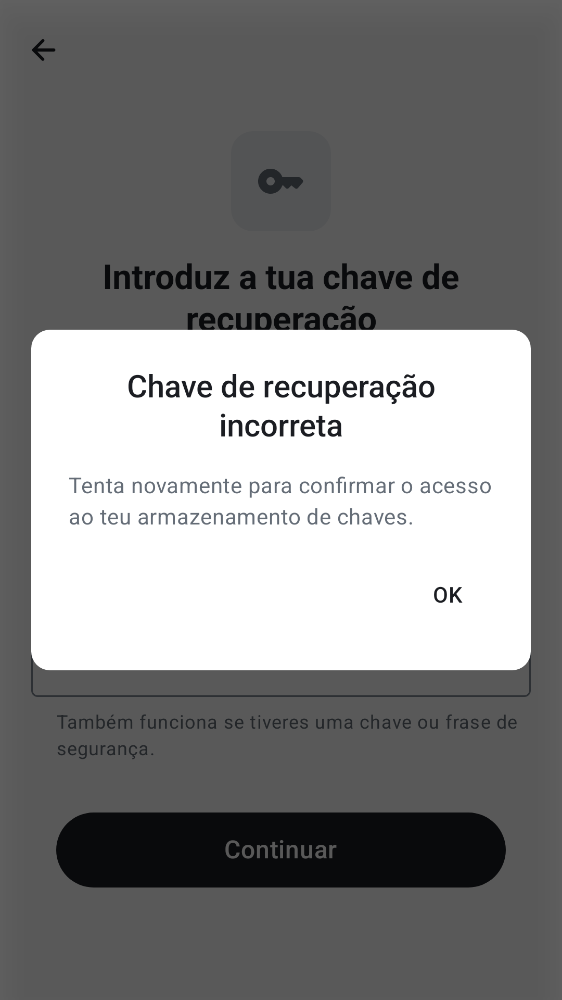 Introduz a tua chave de
recuperação
Chave de recuperação
incorreta
Tenta novamente para confirmar o acesso
ao teu armazenamento de chaves.
OK
Também funciona se tiveres uma chave ou frase de
segurança.
Continuar